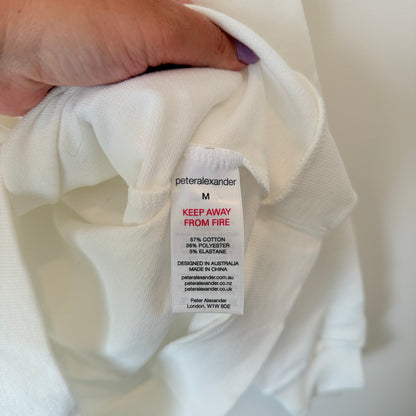 peteralexander
M
KEEP AWAY
FROM FIRE
57% COTTON
38% POLYESTER
5% ELASTANE
DESIGNED IN AUSTRALIA
MADE IN CHINA
peteralexander.com.au
peteralexander.co.nz
peteralexander.co.uk
Peter Alexander
London, W1W 8DE